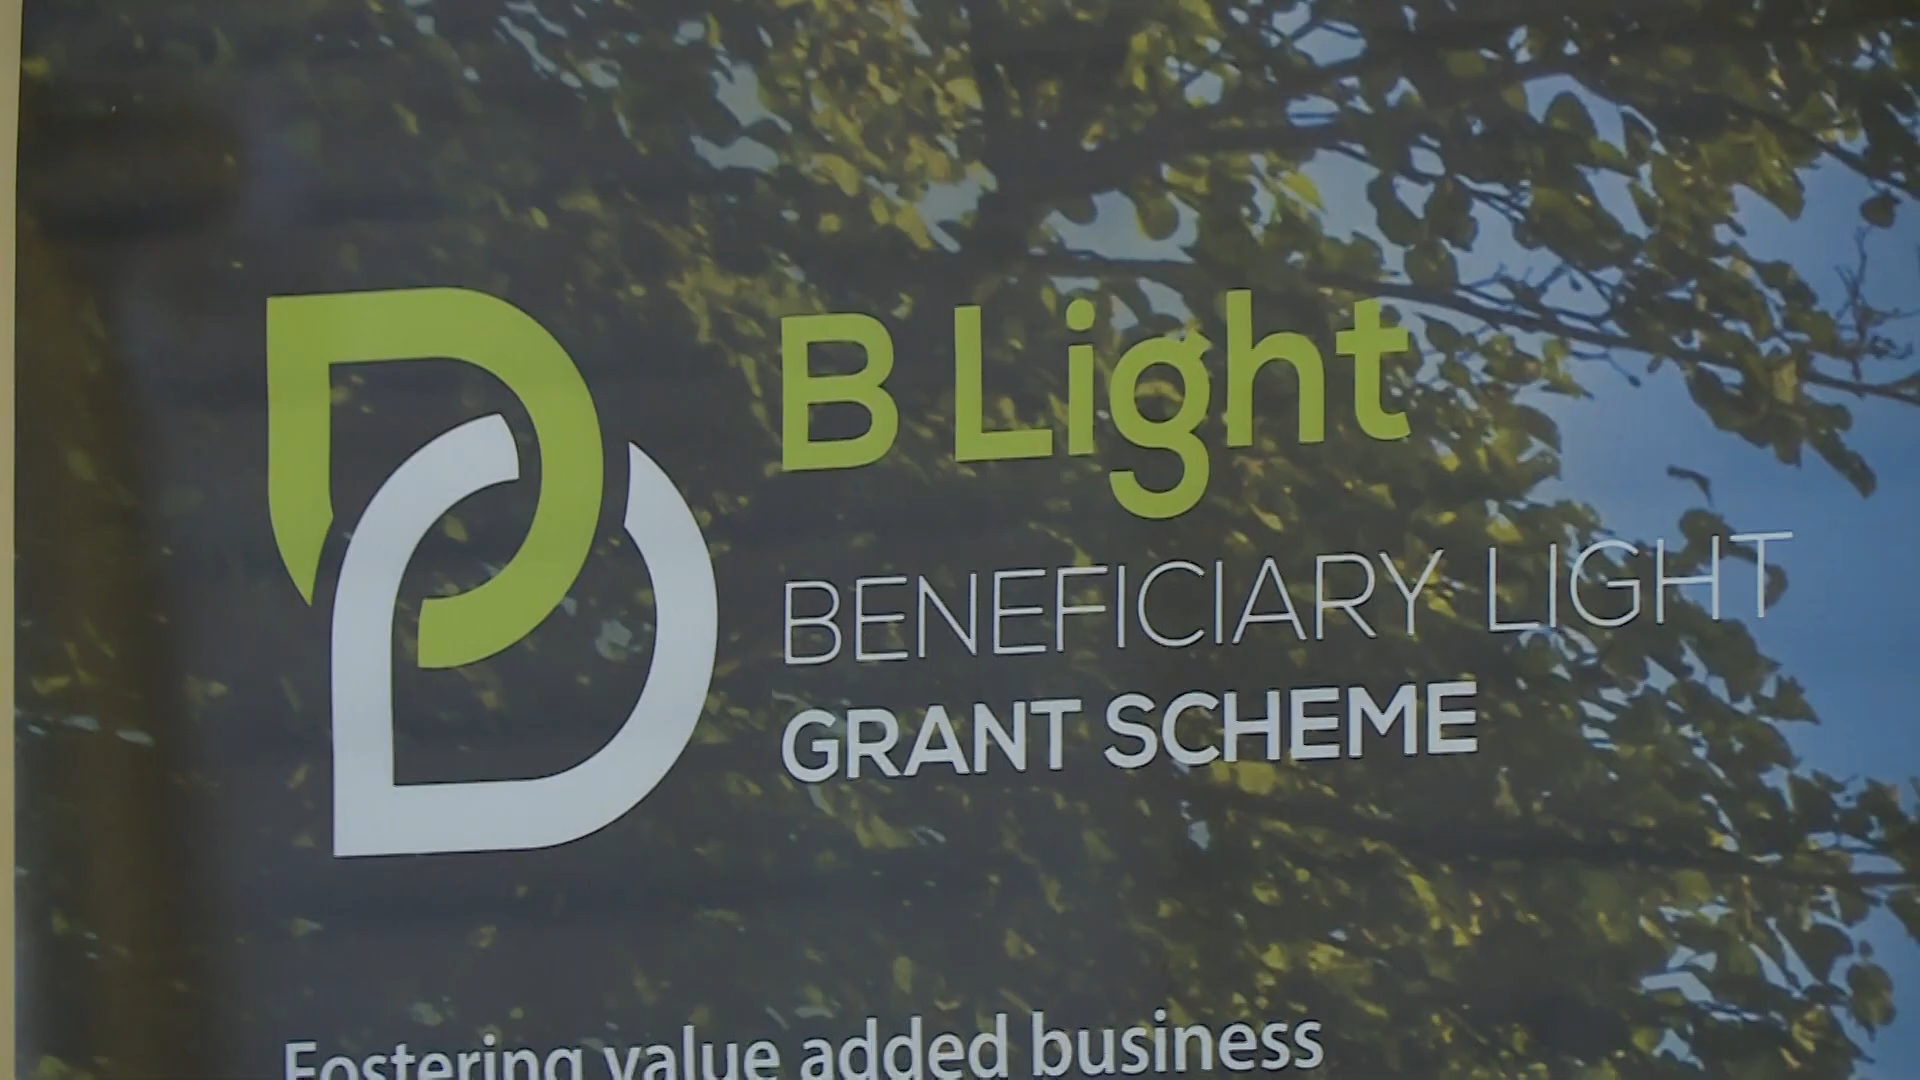 B Light
BENEFICIARY LIGHT
GRANT SCHEME
Fostering value added business